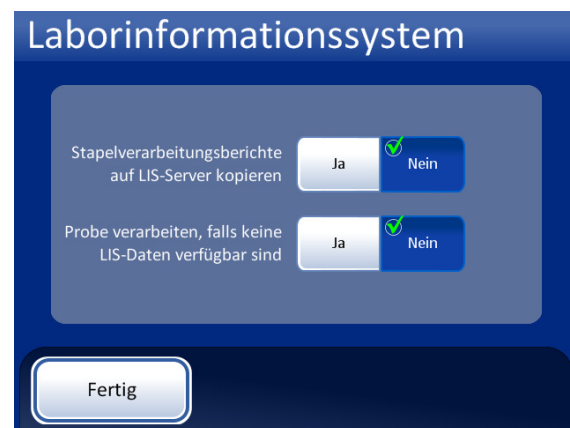 Laborinformationssystem
Stapelverarbeitungsberichte
auf LIS-Server kopieren
Ja
Nein
Probe verarbeiten, falls keine
LIS-Daten verfügbar sind
Ja
Nein
Fertig